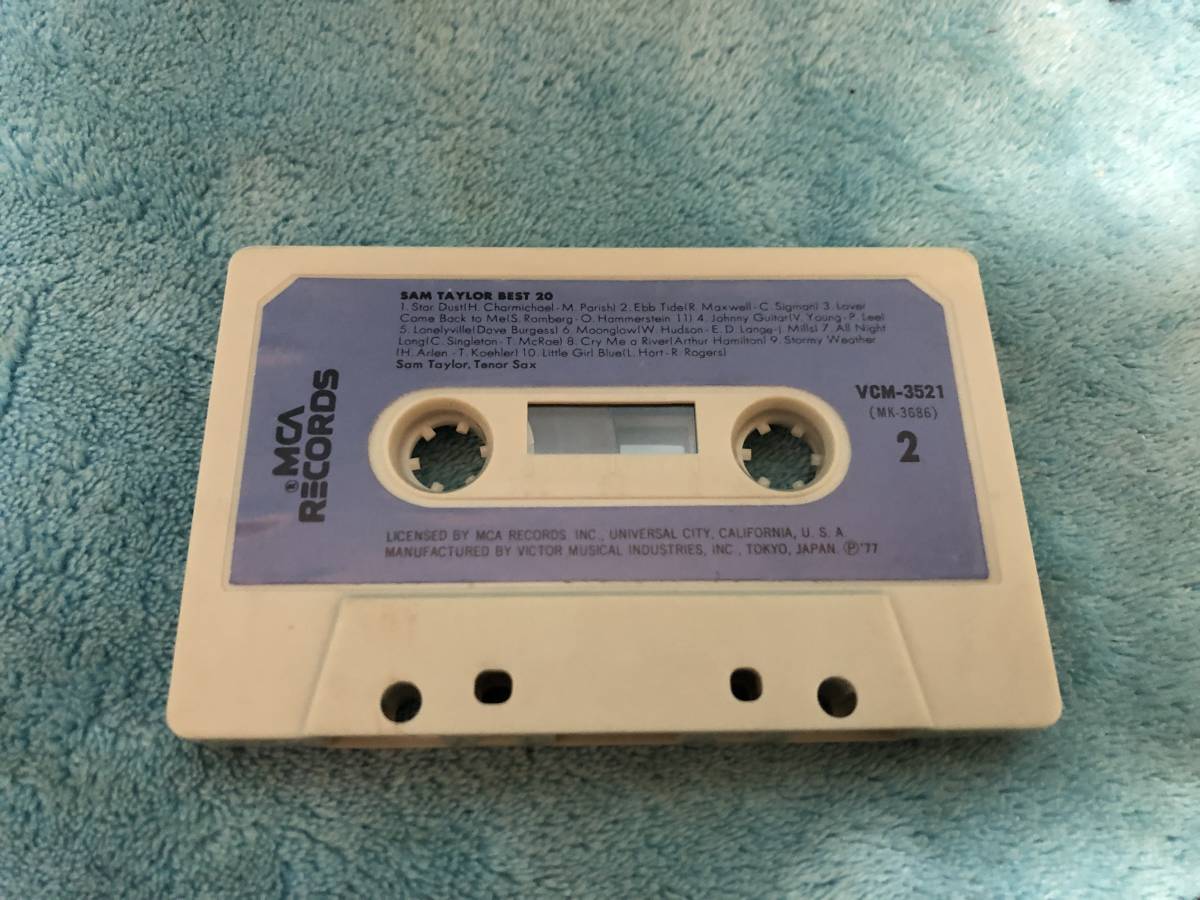 SAM TAYLOR BEST 20
1. Star Dust(H. Charmichael - M. Parish) 2. Ebb Tide(R. Maxwell - C. Sigman) 3. Lover
Come Back to Me(S. Romberg - O. Hammerstein 11) 4. Johnny Guitar(V. Young - P. Lee)
5. Lonelyville(Dave Burgess) 6. Moonglow(W. Hudson - E. D. Lange - J. Mills) 7. All Night
Long(C. Singleton - T. McRae) 8. Cry Me a River(Arthur Hamilton) 9. Stormy Weather
(H. Arlen - T. Koehler) 10. Little Girl Blue(L. Hart - R. Rogers)
Sam Taylor, Tenor Sax
® MCA
RECORDS
VCM-3521
(MK-3686)
2
LICENSED BY MCA RECORDS. INC., UNIVERSAL CITY, CALIFORNIA, U. S. A
MANUFACTURED BY VICTOR MUSICAL INDUSTRIES, INC., TOKYO, JAPAN. Ⓟ'77